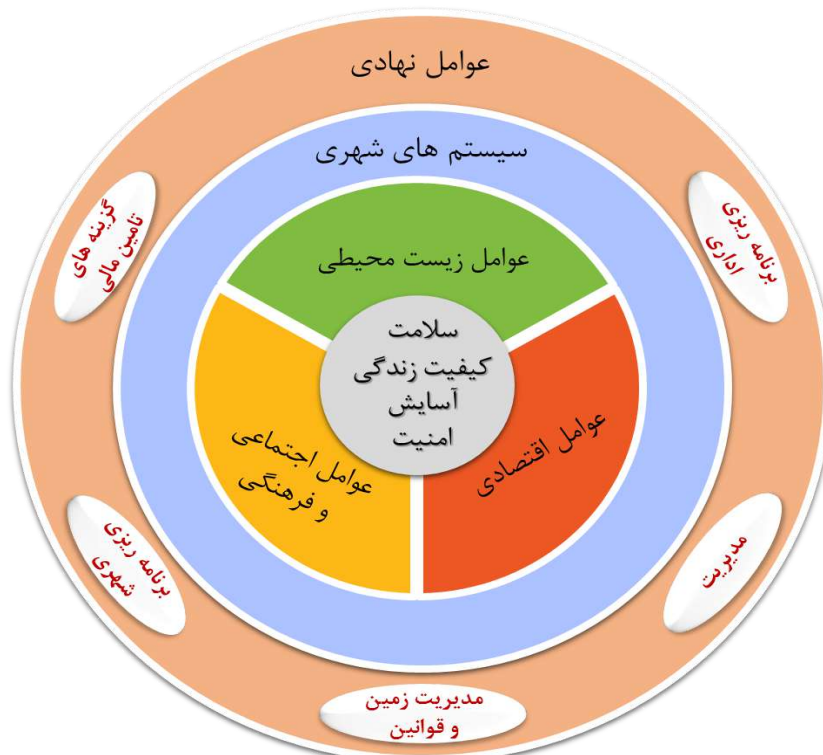 عوامل نهادی
سیستم های شهری
گزینه های
تامین مالی
برنامه ریزی
اداری
عوامل زیست محیطی
سلامت
کیفیت زندگی
آسایش
امنیت
عوامل اجتماعی
و فرهنگی
عوامل اقتصادی
برنامه ریزی
شهری
مدیریت
مدیریت زمین
و قوانین